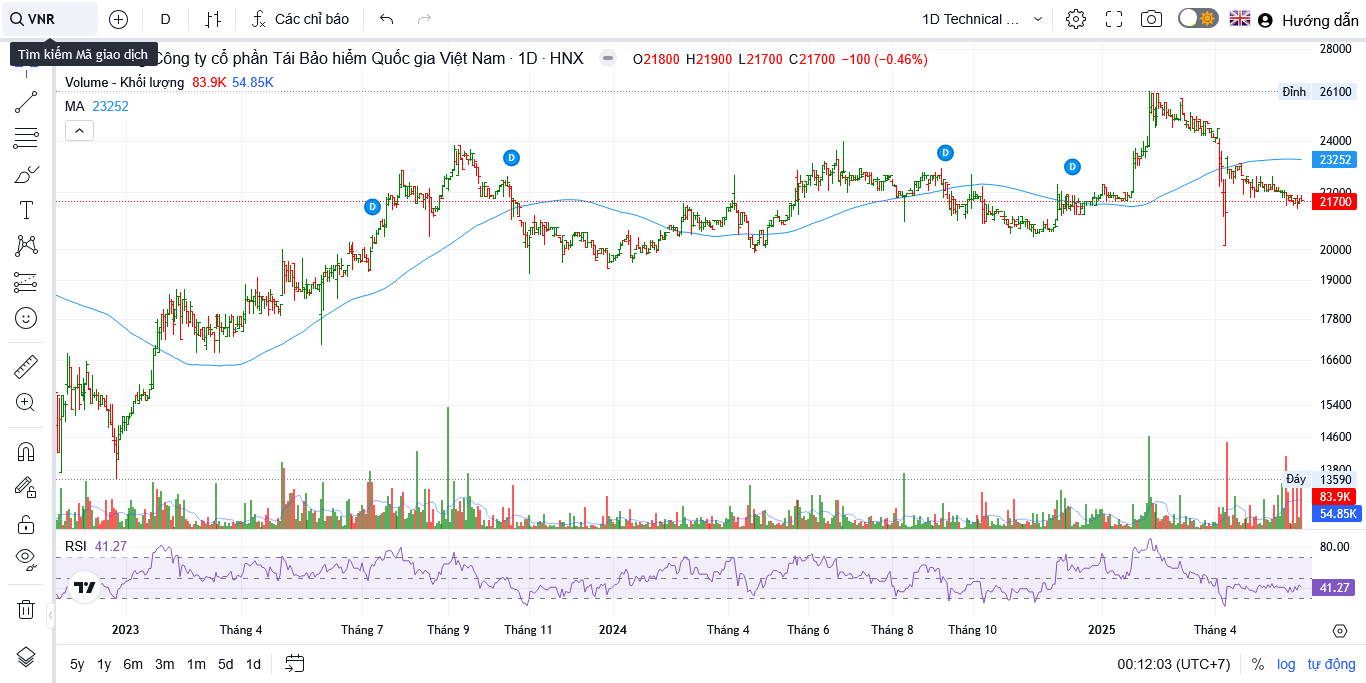 VNR
D
Các chỉ báo
1D Technical ...
Hướng dẫn
Tìm kiếm Mã giao dịch
Công ty cổ phần Tái Bảo hiểm Quốc gia Việt Nam · 1D · HNX
O21800 H21900 L21700 C21700 −100 (−0.46%)
Volume - Khối lượng 83.9K 54.85K
MA 23252
28000
Đỉnh 26100
24000
23252
22000
21700
20000
19000
17800
16600
15400
14600
13800
Đáy 13590
83.9K
54.85K
D
D
D
D
RSI 41.27
80.00
41.27
2023 Tháng 4 Tháng 7 Tháng 9 Tháng 11 2024 Tháng 4 Tháng 6 Tháng 8 Tháng 10 2025 Tháng 4
5y 1y 6m 3m 1m 5d 1d
00:12:03 (UTC+7) % log tự động